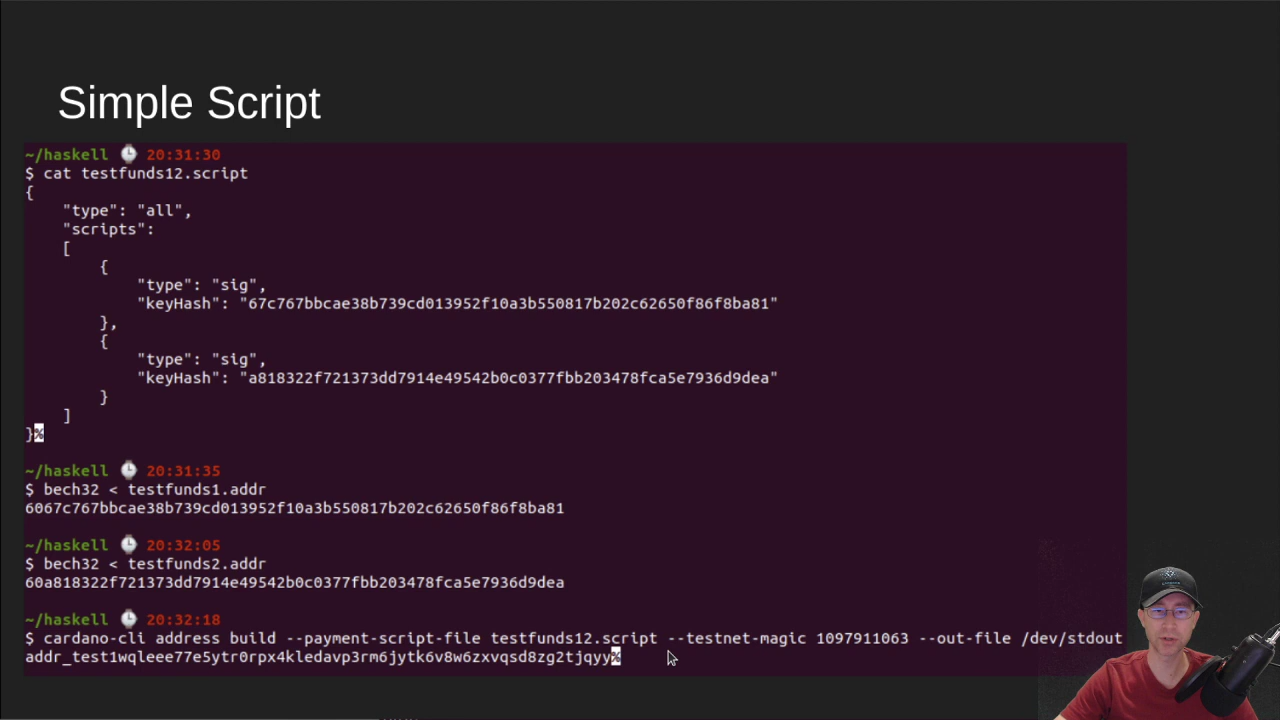 Simple Script
~/haskell 20:31:30
$ cat testfunds12.script
{
"type": "all",
"scripts":
[
{
"type": "sig",
"keyHash": "67c767bbcae38b739cd013952f10a3b550817b202c62650f86f8ba81"
},
{
"type": "sig",
"keyHash": "a818322f721373dd7914e49542b0c0377fbb203478fca5e7936d9dea"
}
]
}%
~/haskell 20:31:35
$ bech32 < testfunds1.addr
6067c767bbcae38b739cd013952f10a3b550817b202c62650f86f8ba81
~/haskell 20:32:05
$ bech32 < testfunds2.addr
60a818322f721373dd7914e49542b0c0377fbb203478fca5e7936d9dea
~/haskell 20:32:18
$ cardano-cli address build --payment-script-file testfunds12.script --testnet-magic 1097911063 --out-file /dev/stdout
addr_test1wqleee77e5ytr0rpx4kledavp3rm6jytk6v8w6zxvqsd8zg2tjqyy%